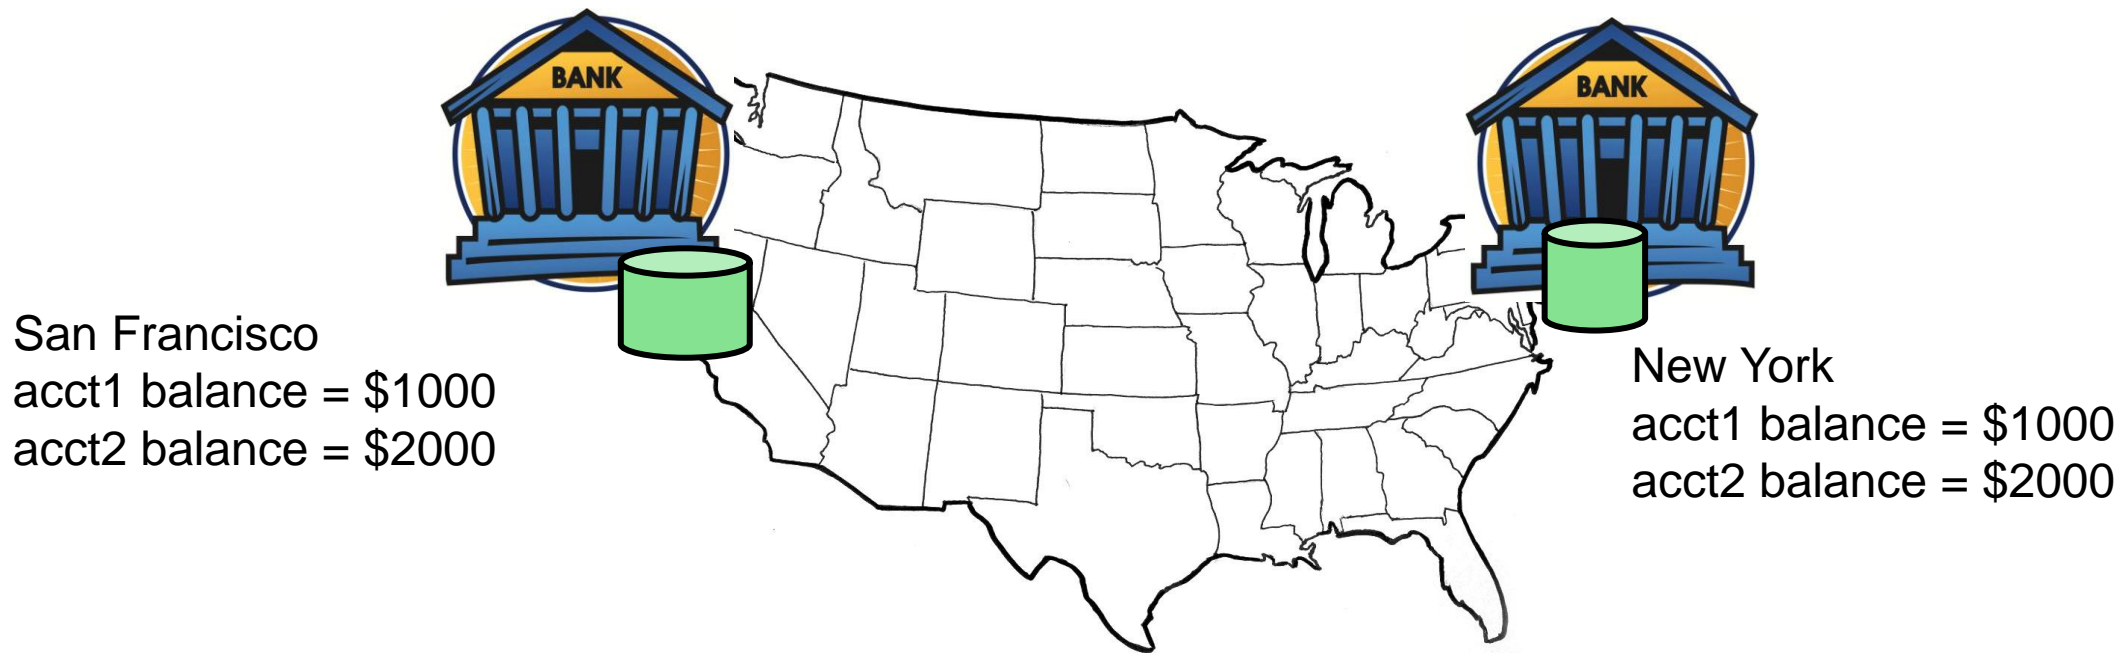 BANK
BANK
San Francisco
acct1 balance = $1000
acct2 balance = $2000
New York
acct1 balance = $1000
acct2 balance = $2000